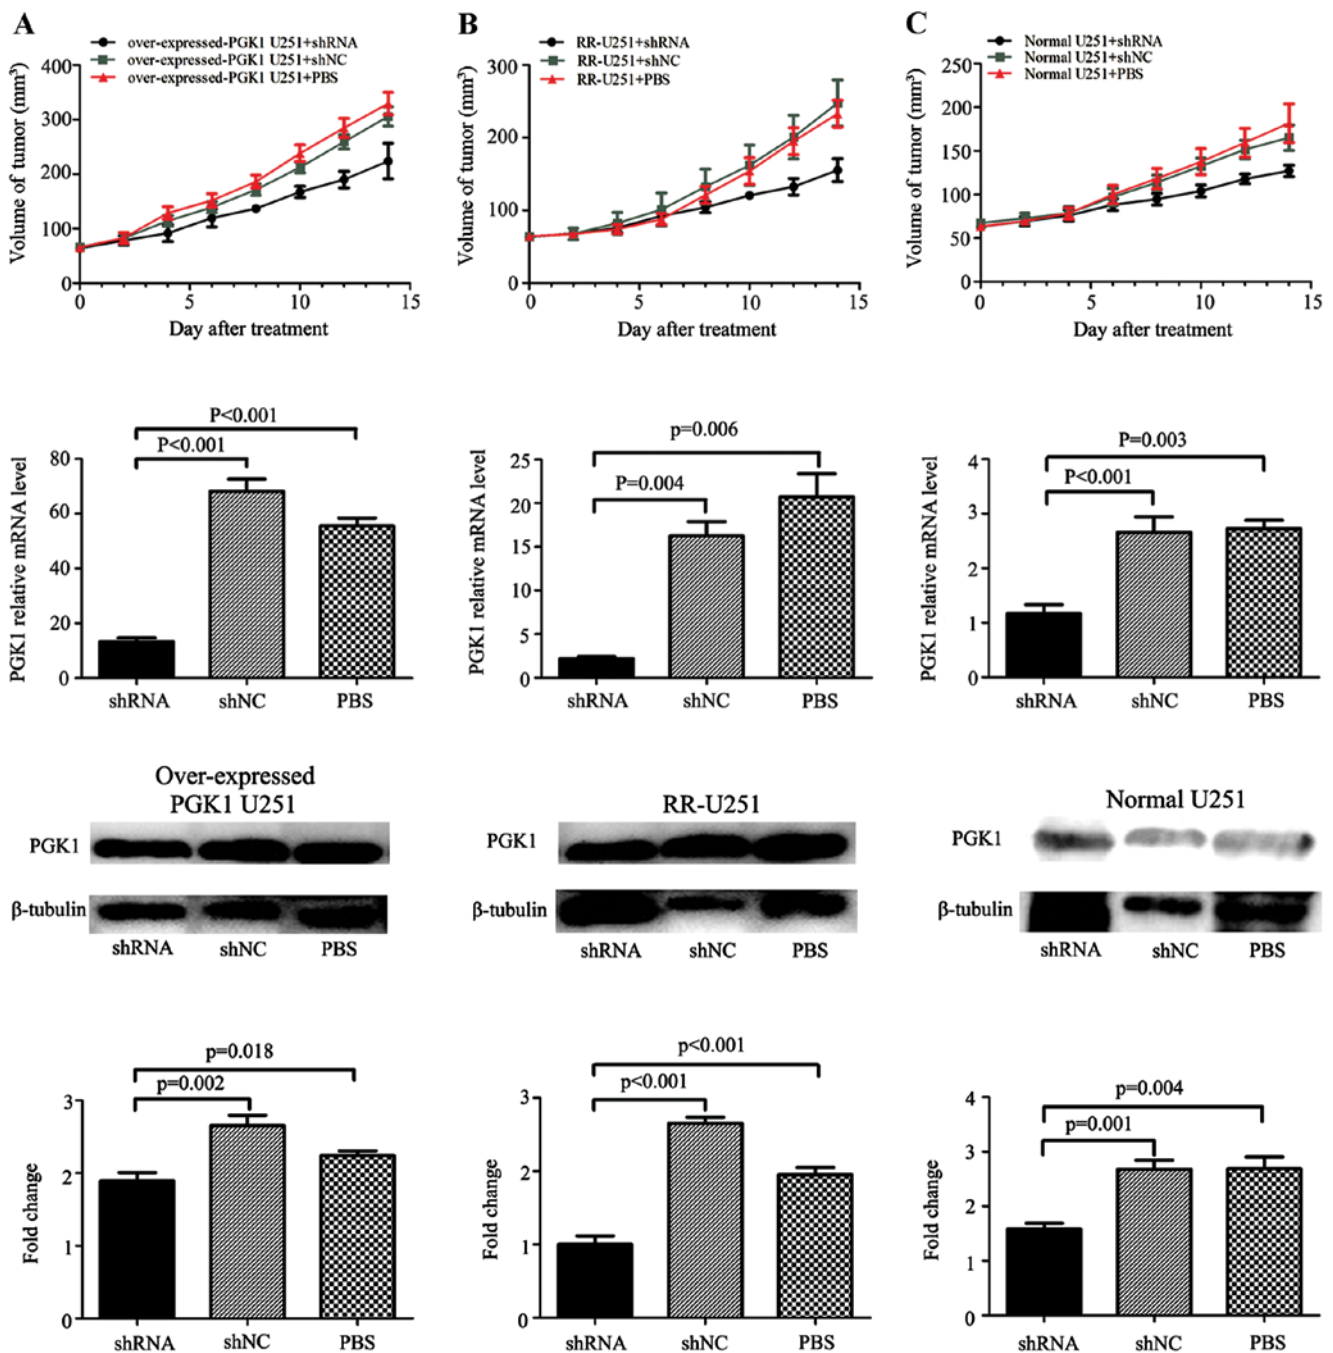 A
over-expressed-PGK1 U251+shRNA
over-expressed-PGK1 U251+shNC
over-expressed-PGK1 U251+PBS
Volume of tumor (mm³)
400
300
200
100
0
0 5 10 15
Day after treatment
B
RR-U251+shRNA
RR-U251+shNC
RR-U251+PBS
Volume of tumor (mm³)
300
200
100
0
0 5 10 15
Day after treatment
C
Normal U251+shRNA
Normal U251+shNC
Normal U251+PBS
Volume of tumor (mm³)
250
200
150
100
50
0
0 5 10 15
Day after treatment
P<0.001
P<0.001
PGK1 relative mRNA level
80
60
40
20
0
shRNA shNC PBS
p=0.006
P=0.004
PGK1 relative mRNA level
25
20
15
10
5
0
shRNA shNC PBS
P=0.003
P<0.001
PGK1 relative mRNA level
4
3
2
1
0
shRNA shNC PBS
Over-expressed
PGK1 U251
PGK1
β-tubulin
shRNA shNC PBS
RR-U251
PGK1
β-tubulin
shRNA shNC PBS
Normal U251
PGK1
β-tubulin
shRNA shNC PBS
p=0.018
p=0.002
Fold change
3
2
1
0
shRNA shNC PBS
p<0.001
p<0.001
Fold change
3
2
1
0
shRNA shNC PBS
p=0.004
p=0.001
Fold change
4
3
2
1
0
shRNA shNC PBS